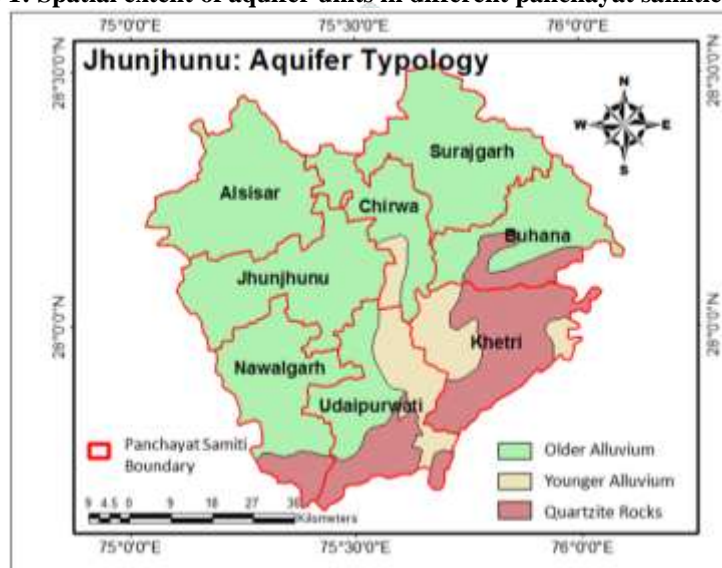 1: Spatial extent of aquifer units in different panchayat samitie
75°0'0"E 75°30'0"E 76°0'0"E
28°30'0"N
28°30'0"N
Jhunjhunu: Aquifer Typology
N
W E
S
Surajgarh
Alsisar
Chirwa
Buhana
Jhunjhunu
28°0'0"N
28°0'0"N
Khetri
Nawalgarh
Udaipurwati
Panchayat Samiti
Boundary
Older Alluvium
Younger Alluvium
Quartzite Rocks
9 4.5 0 9 18 27 36
Kilometers
75°0'0"E 75°30'0"E 76°0'0"E